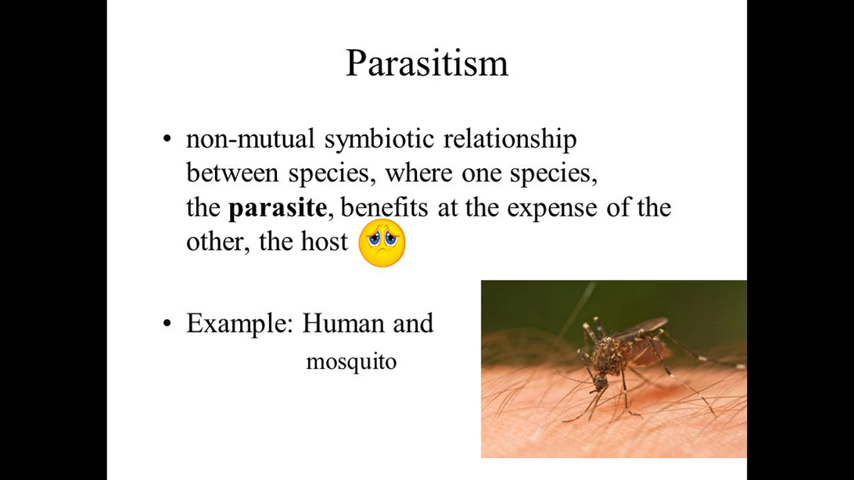 Parasitism
• non-mutual symbiotic relationship
between species, where one species,
the parasite, benefits at the expense of the
other, the host
• Example: Human and
mosquito